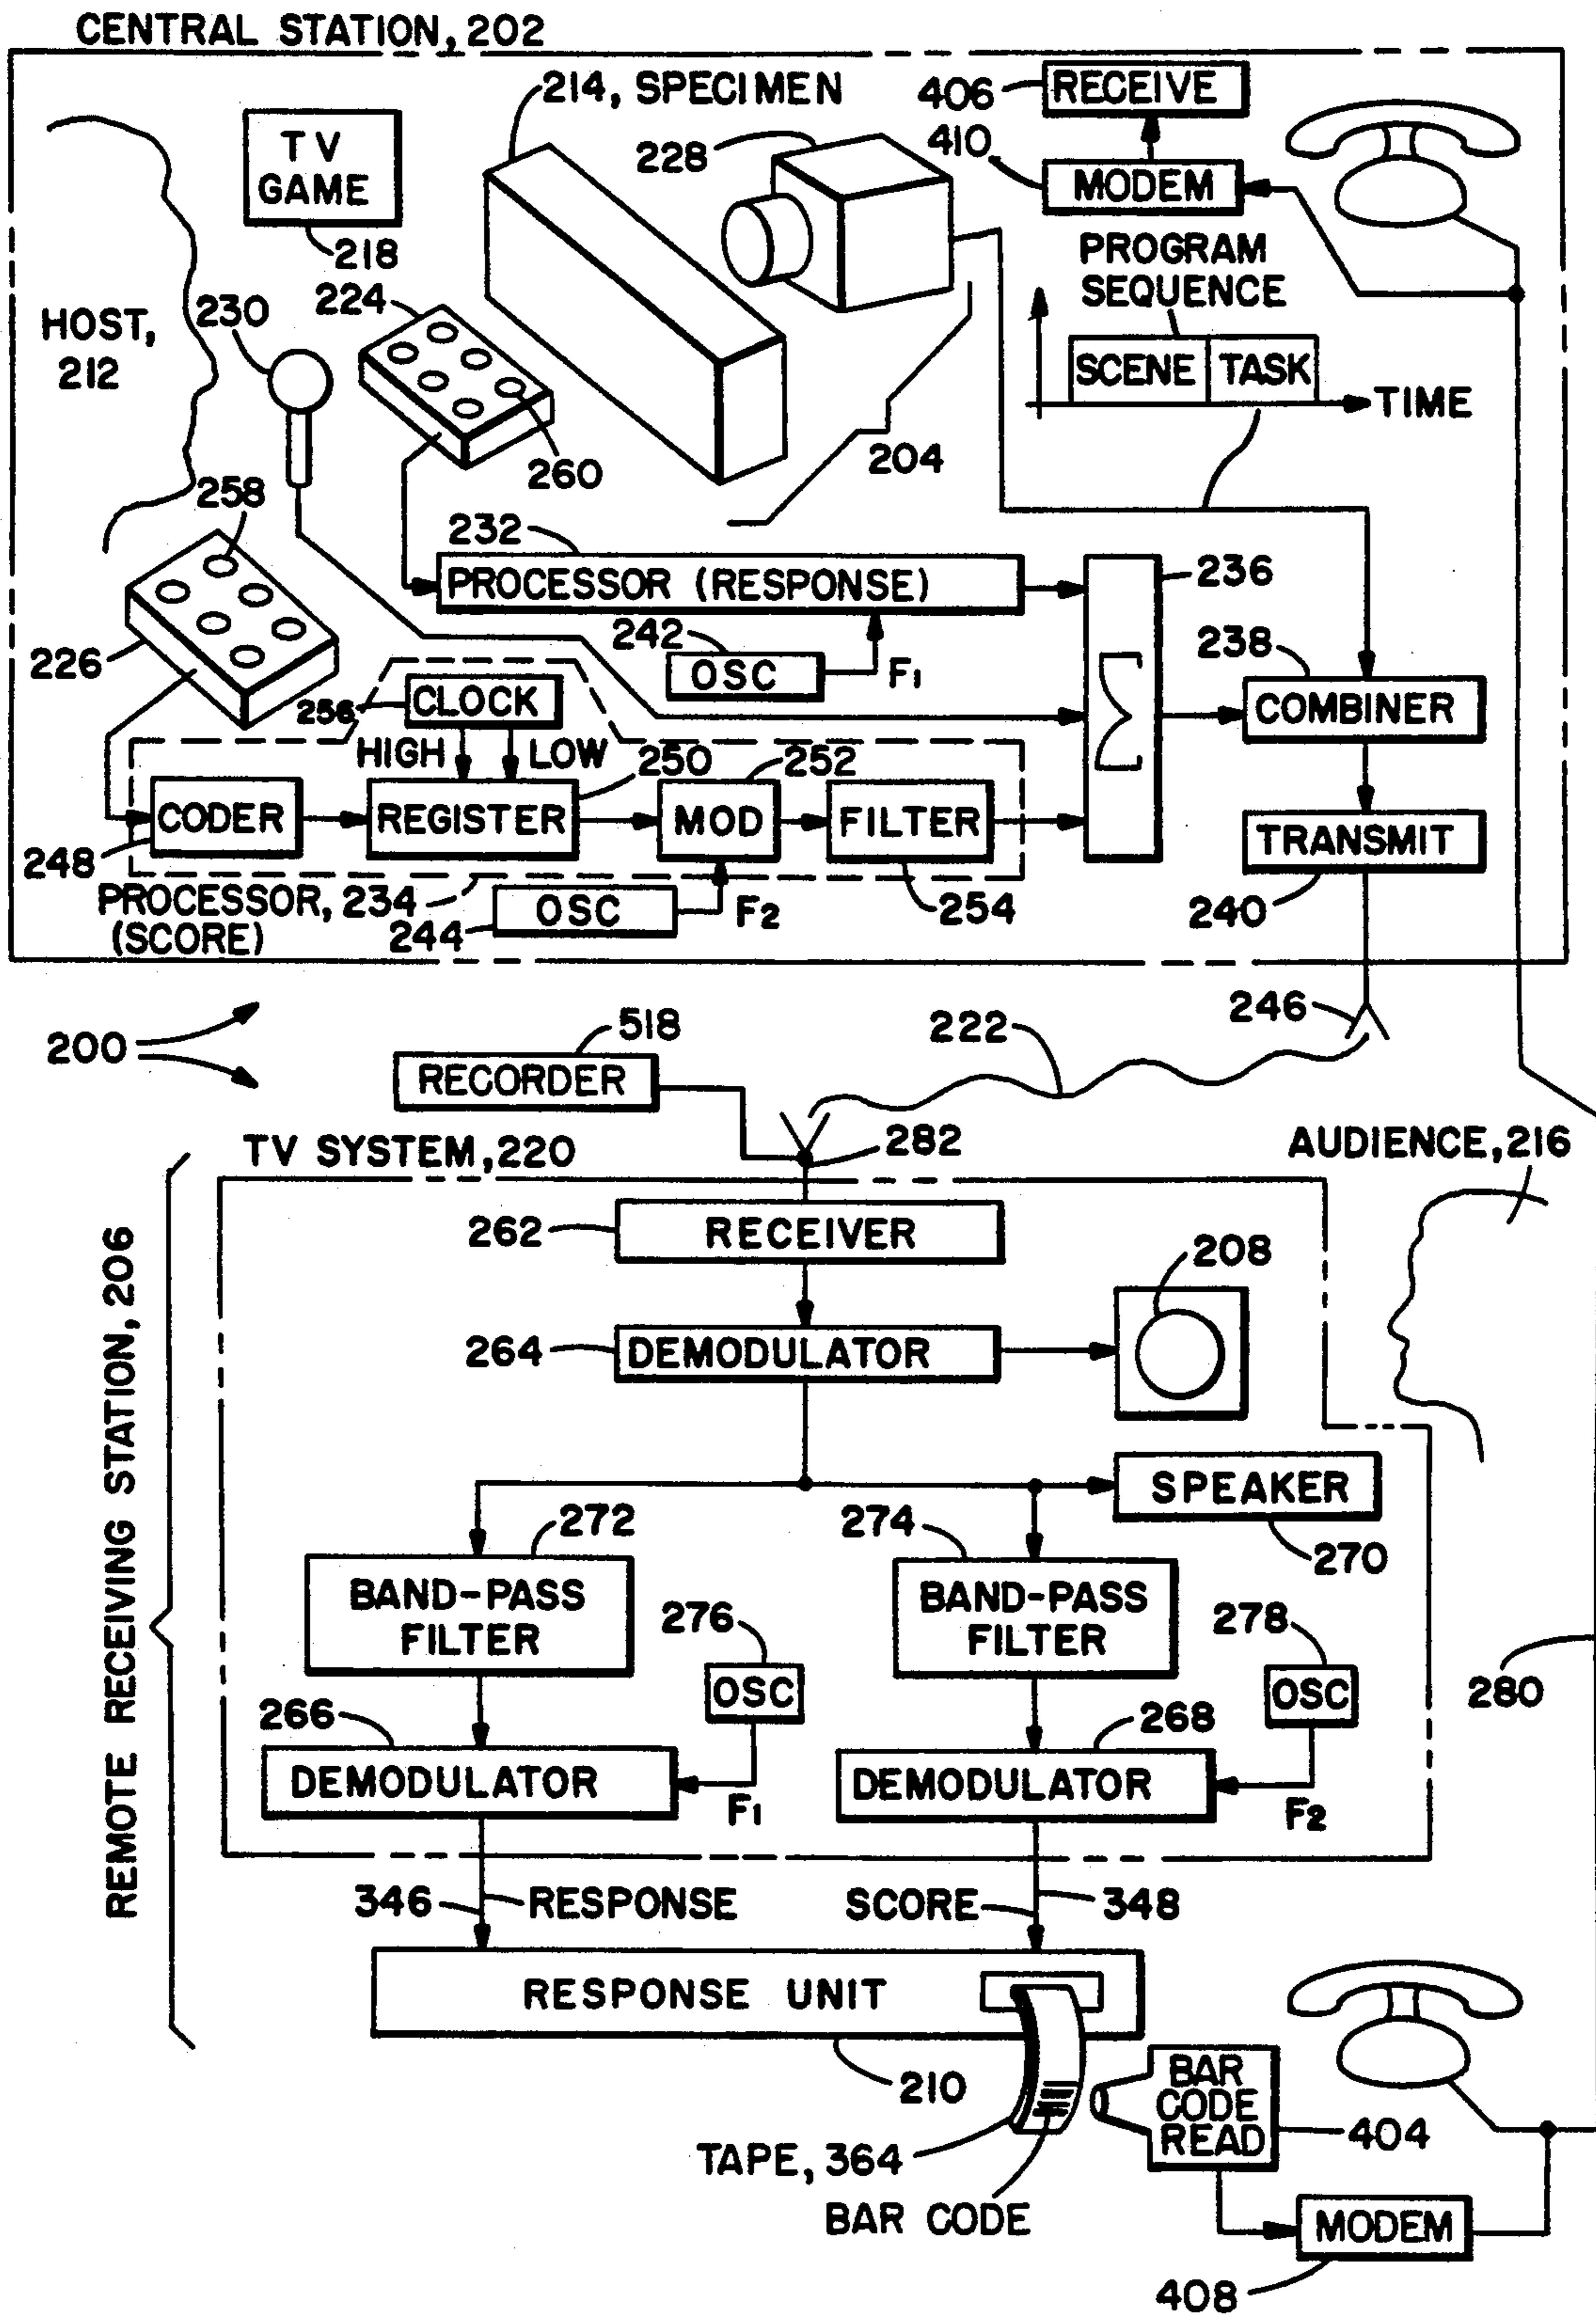 CENTRAL STATION, 202
214, SPECIMEN
406
RECEIVE
TV
GAME
218
228
410
MODEM
PROGRAM
SEQUENCE
HOST,
212
230
224
SCENE
TASK
TIME
260
204
258
232
PROCESSOR (RESPONSE)
236
226
242
OSC
F1
238
COMBINER
256
CLOCK
HIGH
LOW
250
252
CODER
REGISTER
MOD
FILTER
TRANSMIT
248
PROCESSOR, 234
(SCORE)
244
OSC
F2
254
240
246
200
518
RECORDER
222
TV SYSTEM, 220
282
AUDIENCE, 216
262
RECEIVER
208
264
DEMODULATOR
REMOTE RECEIVING STATION, 206
SPEAKER
270
272
274
BAND-PASS
FILTER
BAND-PASS
FILTER
276
OSC
278
OSC
280
266
DEMODULATOR
F1
268
DEMODULATOR
F2
346
RESPONSE
SCORE
348
RESPONSE UNIT
210
BAR
CODE
READ
404
TAPE, 364
BAR CODE
MODEM
408